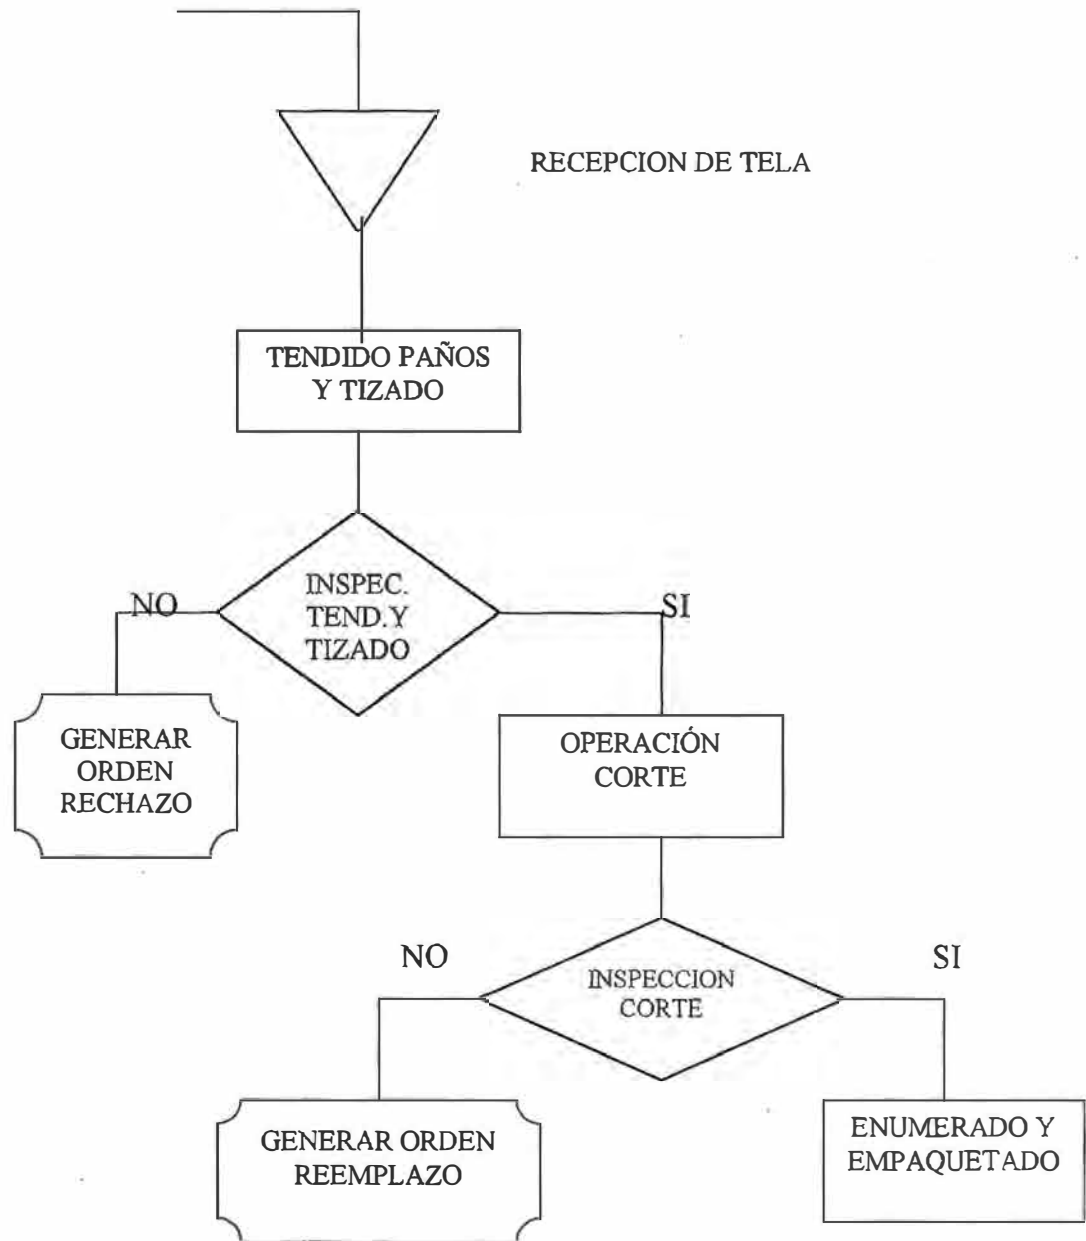 RECEPCION DE TELA
TENDIDO PAÑOS
Y TIZADO
INSPEC.
TEND.Y
TIZADO
NO
SI
GENERAR
ORDEN
RECHAZO
OPERACIÓN
CORTE
NO
SI
INSPECCION
CORTE
GENERAR ORDEN
REEMPLAZO
ENUMERADO Y
EMPAQUETADO